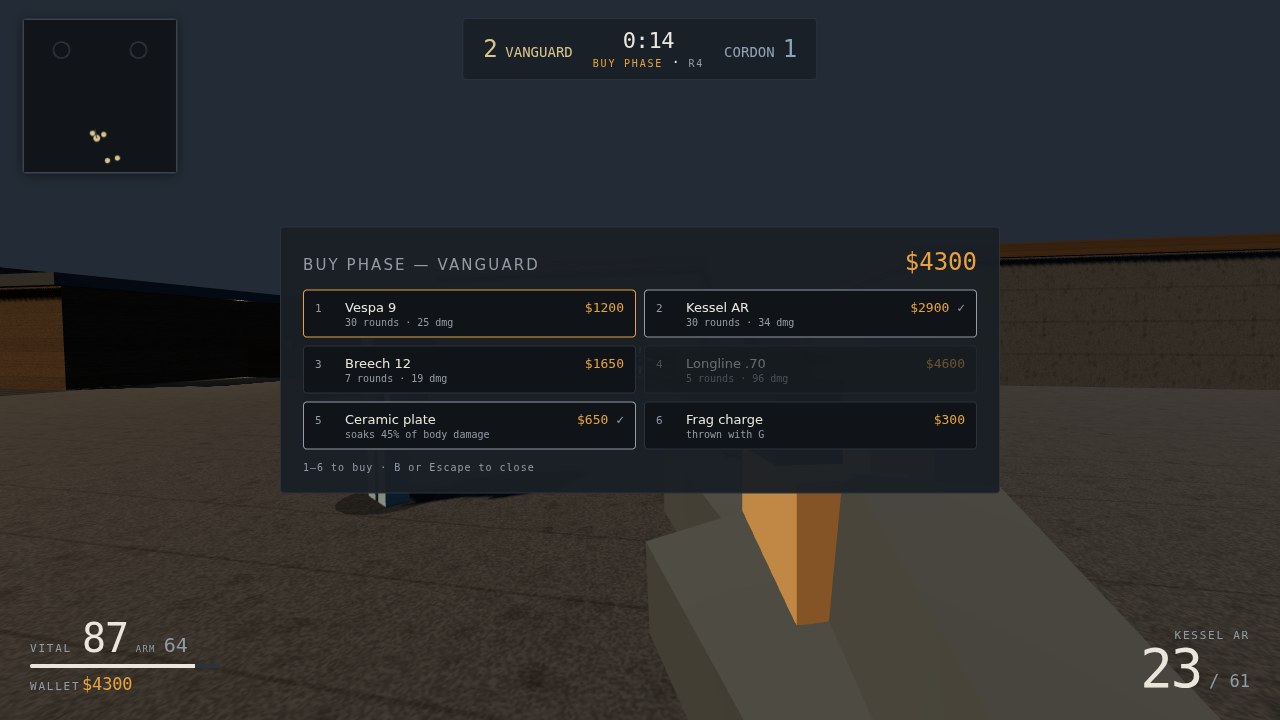 2 VANGUARD 0:14 CORDON 1
BUY PHASE · R4
BUY PHASE — VANGUARD $4300
1 Vespa 9 $1200
30 rounds · 25 dmg
2 Kessel AR $2900 ✓
30 rounds · 34 dmg
3 Breech 12 $1650
7 rounds · 19 dmg
4 Longline .70 $4600
5 rounds · 96 dmg
5 Ceramic plate $650 ✓
soaks 45% of body damage
6 Frag charge $300
thrown with G
1–6 to buy · B or Escape to close
VITAL 87 ARM 64
WALLET $4300
KESSEL AR
23 / 61